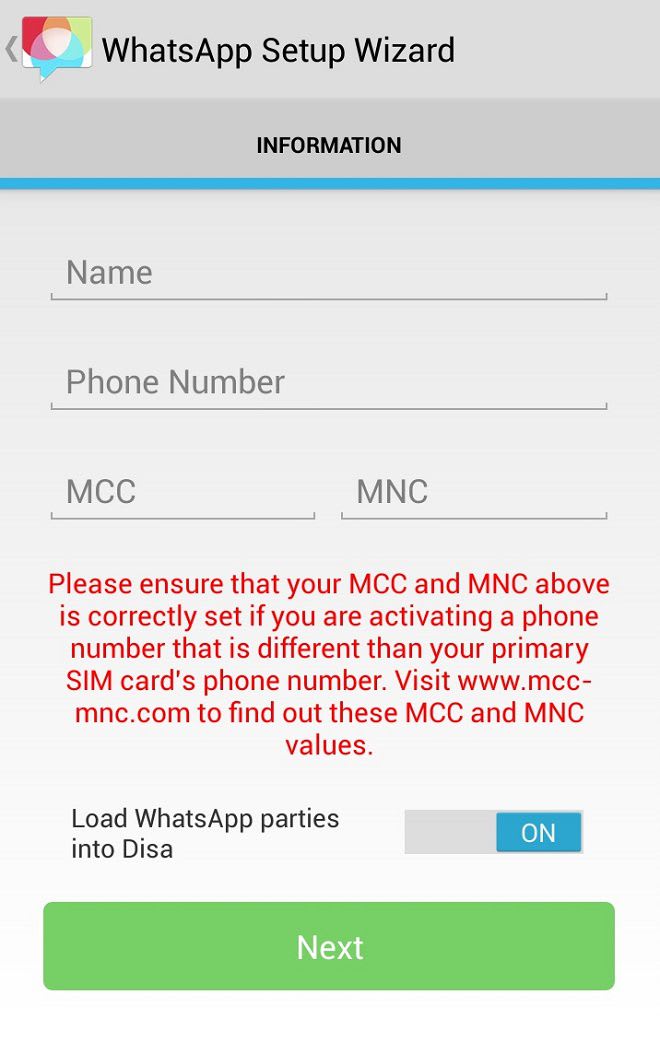 WhatsApp Setup Wizard
INFORMATION
Name
Phone Number
MCC
MNC
Please ensure that your MCC and MNC above
is correctly set if you are activating a phone
number that is different than your primary
SIM card's phone number. Visit www.mcc-
mnc.com to find out these MCC and MNC
values.
Load WhatsApp parties
into Disa
ON
Next